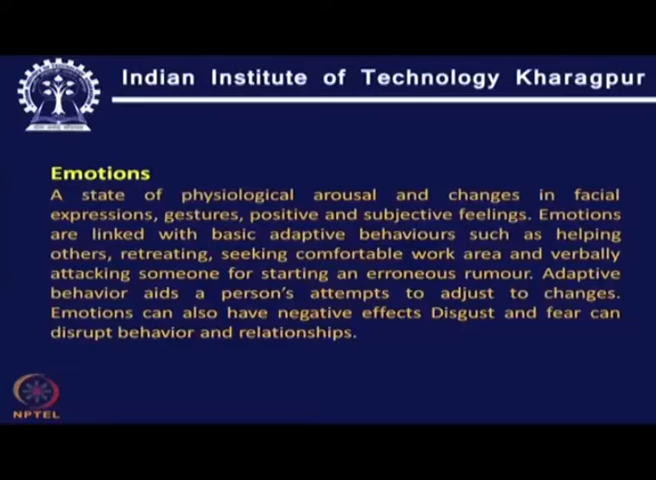 Indian Institute of Technology Kharagpur
Emotions
A state of physiological arousal and changes in facial
expressions, gestures, positive and subjective feelings. Emotions
are linked with basic adaptive behaviours such as helping
others, retreating, seeking comfortable work area and verbally
attacking someone for starting an erroneous rumour. Adaptive
behavior aids a person's attempts to adjust to changes.
Emotions can also have negative effects Disgust and fear can
disrupt behavior and relationships.
NPTEL